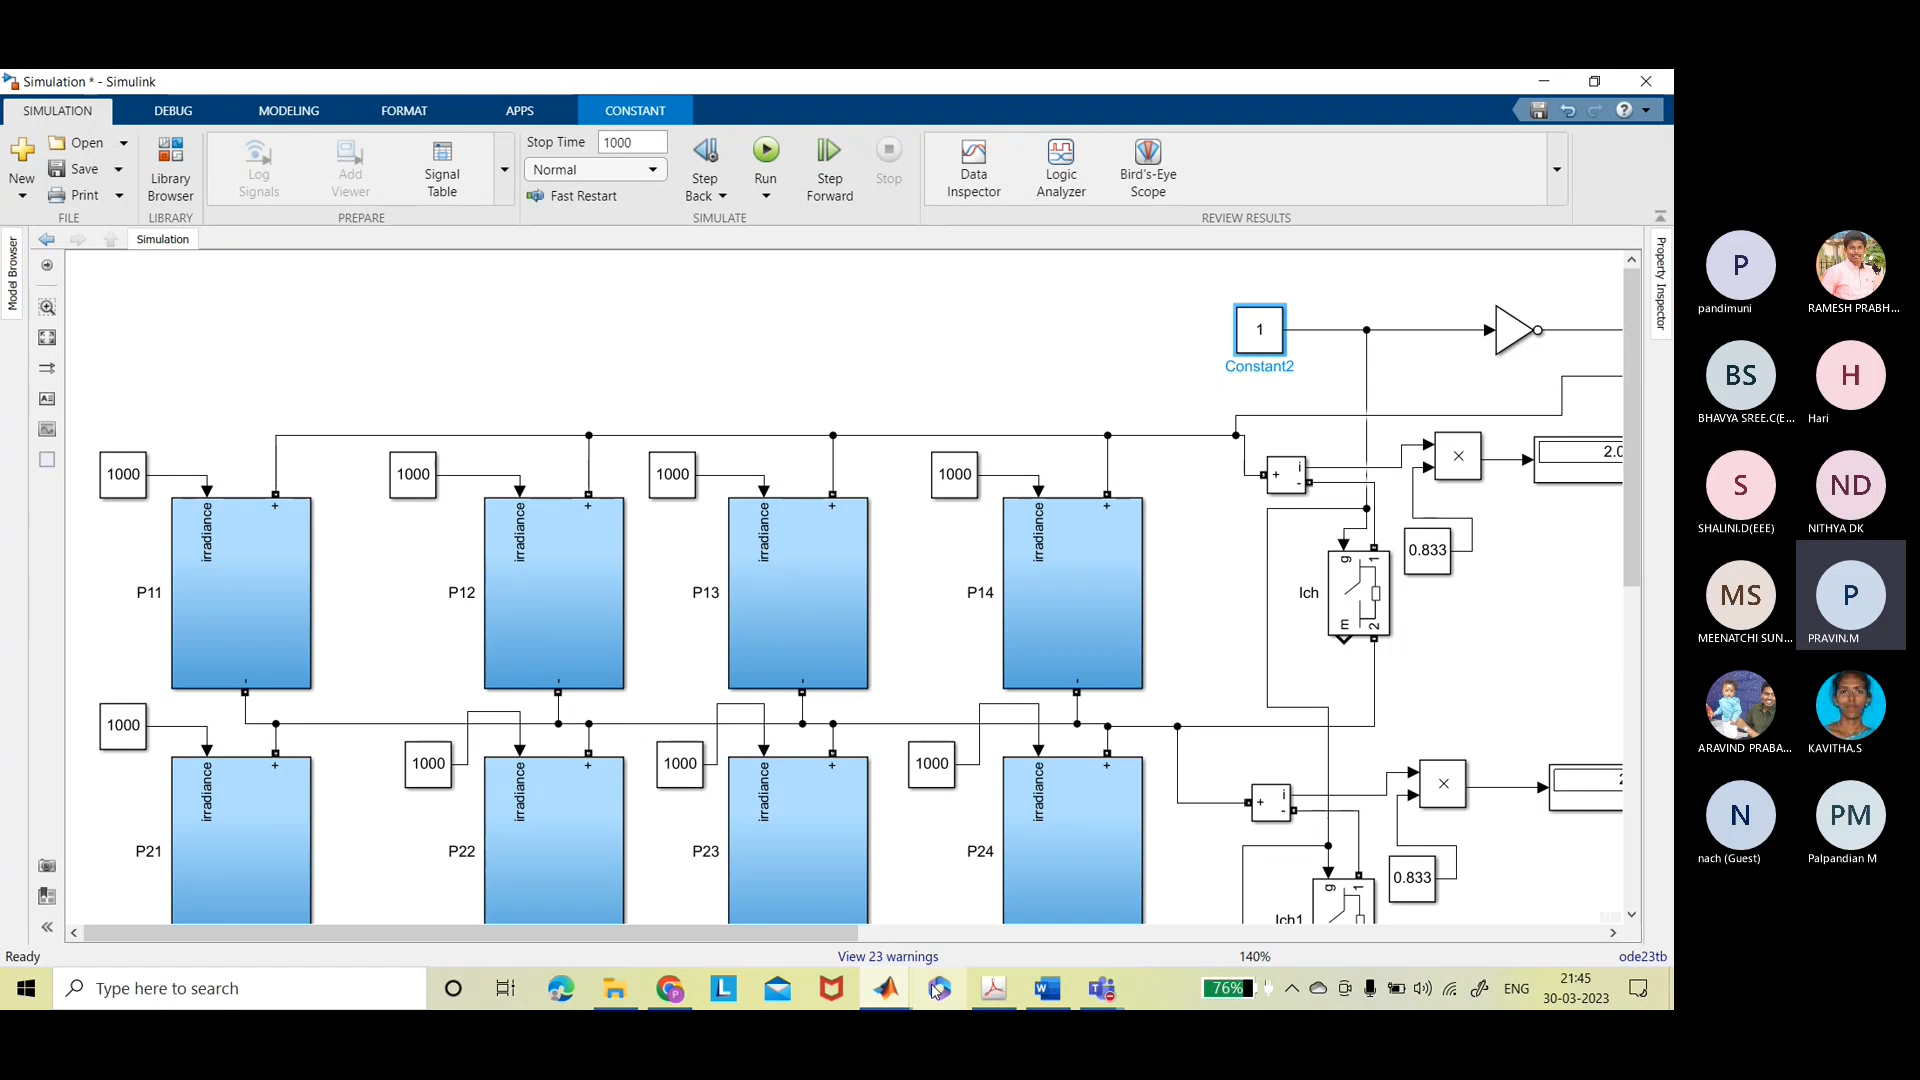 Simulation * - Simulink
SIMULATION
DEBUG
MODELING
FORMAT
APPS
CONSTANT
New
Open
Save
Print
FILE
Library
Browser
LIBRARY
Log
Signals
Add
Viewer
Signal
Table
PREPARE
Stop Time 1000
Normal
Fast Restart
Step
Back
Run
Step
Forward
Stop
SIMULATE
Data
Inspector
Logic
Analyzer
Bird's-Eye
Scope
REVIEW RESULTS
Model Browser
Simulation
Property Inspector
1
Constant2
1000
1000
1000
1000
irradiance
+
-
P11
irradiance
+
-
P12
irradiance
+
-
P13
irradiance
+
-
P14
+
i
-
×
2.0
0.833
Ich
g
1
m
2
1000
1000
1000
1000
irradiance
+
P21
irradiance
+
P22
irradiance
+
P23
irradiance
+
P24
+
i
-
×
0.833
Ich1
g
1
Ready
View 23 warnings
140%
ode23tb
Type here to search
76%
ENG
21:45
30-03-2023
P
pandimuni
RAMESH PRABH...
BS
BHAVYA SREE.C(E...
H
Hari
S
SHALINI.D(EEE)
ND
NITHYA DK
MS
MEENATCHI SUN...
P
PRAVIN.M
ARAVIND PRABA...
KAVITHA.S
N
nach (Guest)
PM
Palpandian M